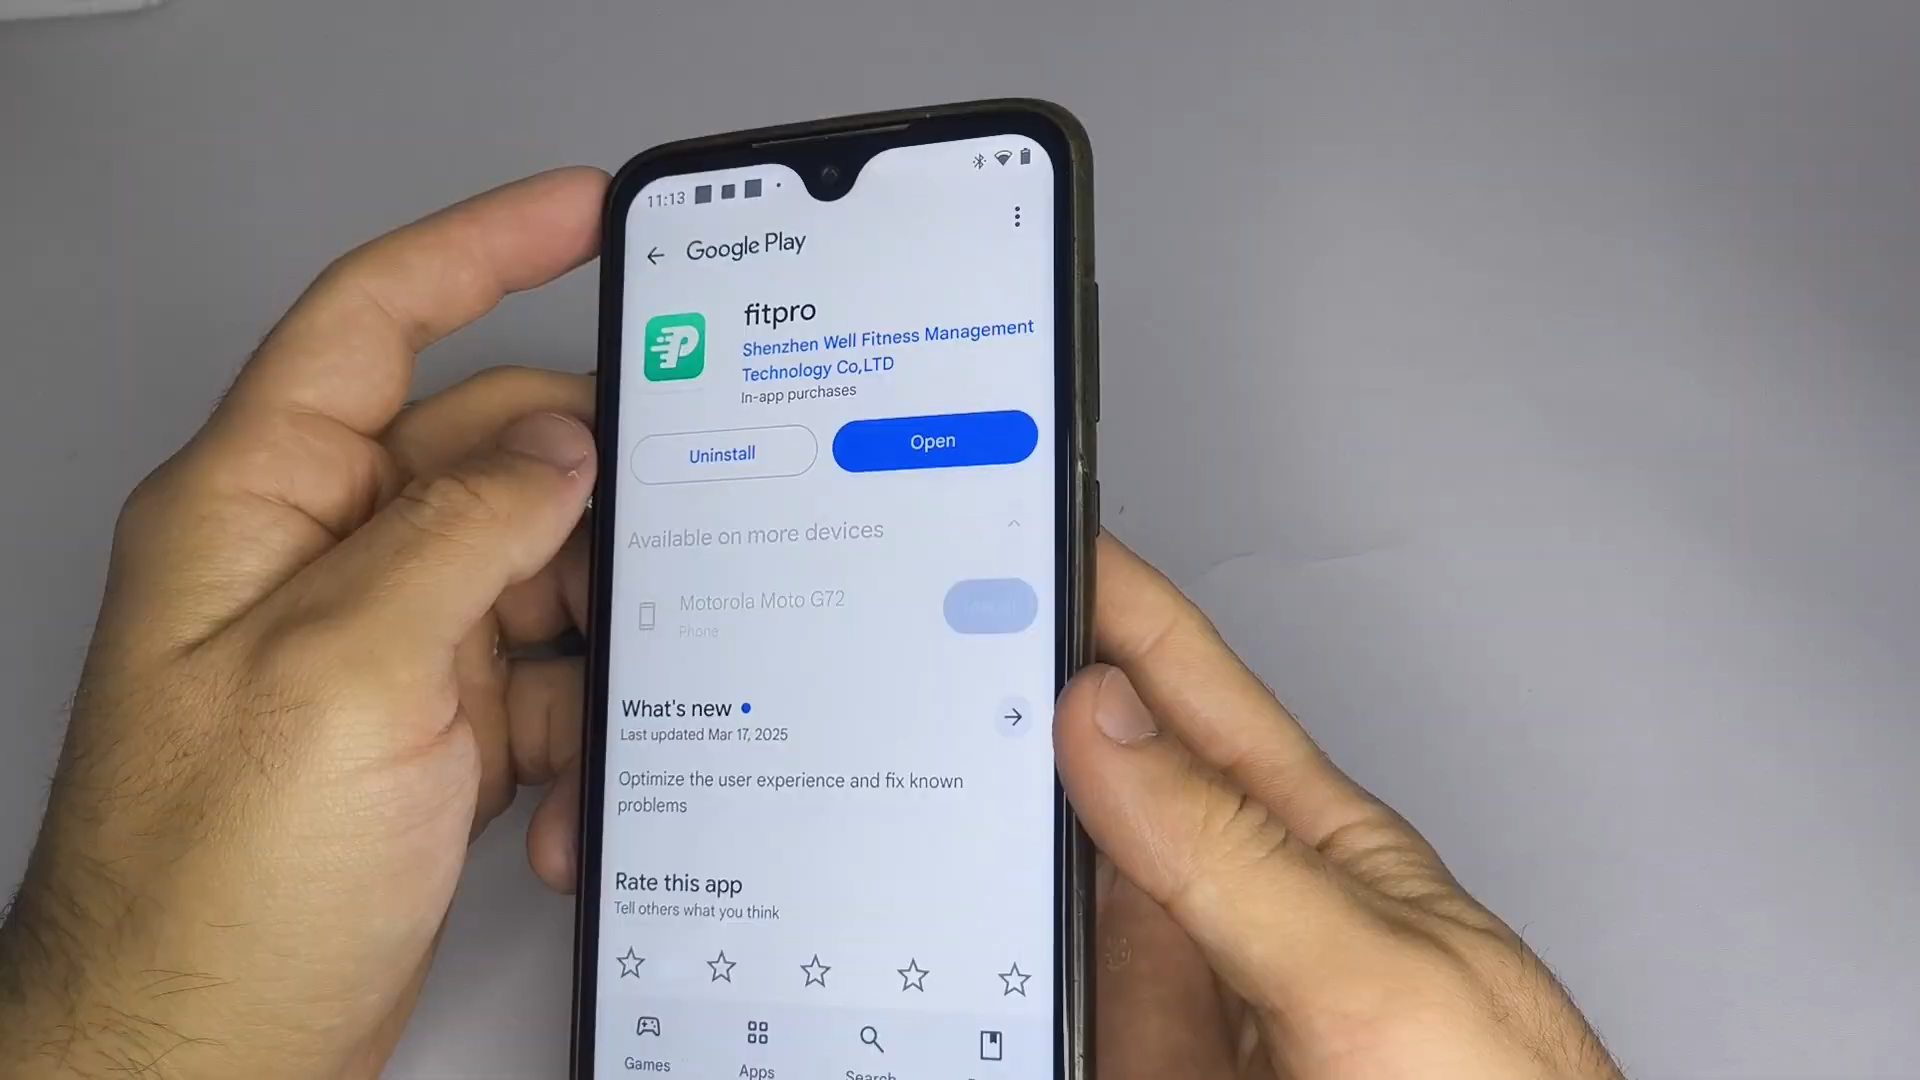 11:13
Google Play
fitpro
Shenzhen Well Fitness Management
Technology Co,LTD
In-app purchases
Uninstall
Open
Available on more devices
Motorola Moto G72
Phone
What's new
Last updated Mar 17, 2025
Optimize the user experience and fix known
problems
Rate this app
Tell others what you think
Games
Apps
Search